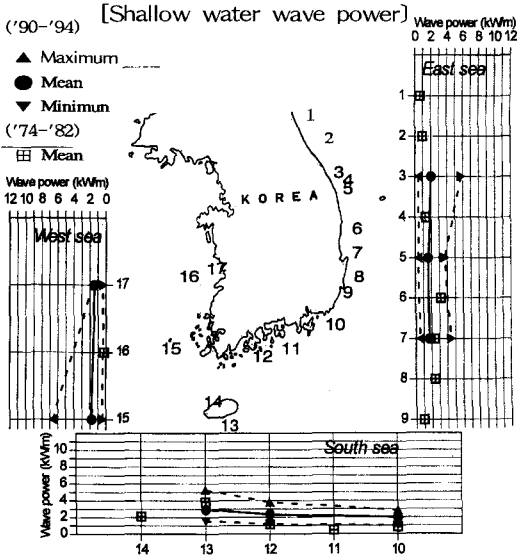 [Shallow water wave power]
('90-'94)
Maximum
Mean
Minimun
('74-'82)
Mean
Wave power (kW/m)
0 2 4 6 8 10 12
East sea
1
2
3
4
5
6
7
8
9
Wave power (kW/m)
12 10 8 6 4 2 0
West sea
17
16
15
KOREA
1
2
3
4
5
6
7
8
9
10
11
12
13
14
15
16
17
South sea
Wave power (kW/m)
10
8
6
4
2
0
14 13 12 11 10